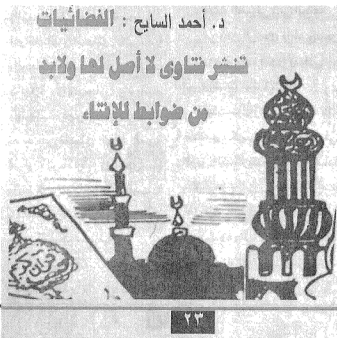 د. أحمد السايح : الفضائيات
تنشر فتاوى لا أصل لها ولابد
من ضوابط للإفتاء
٢٣